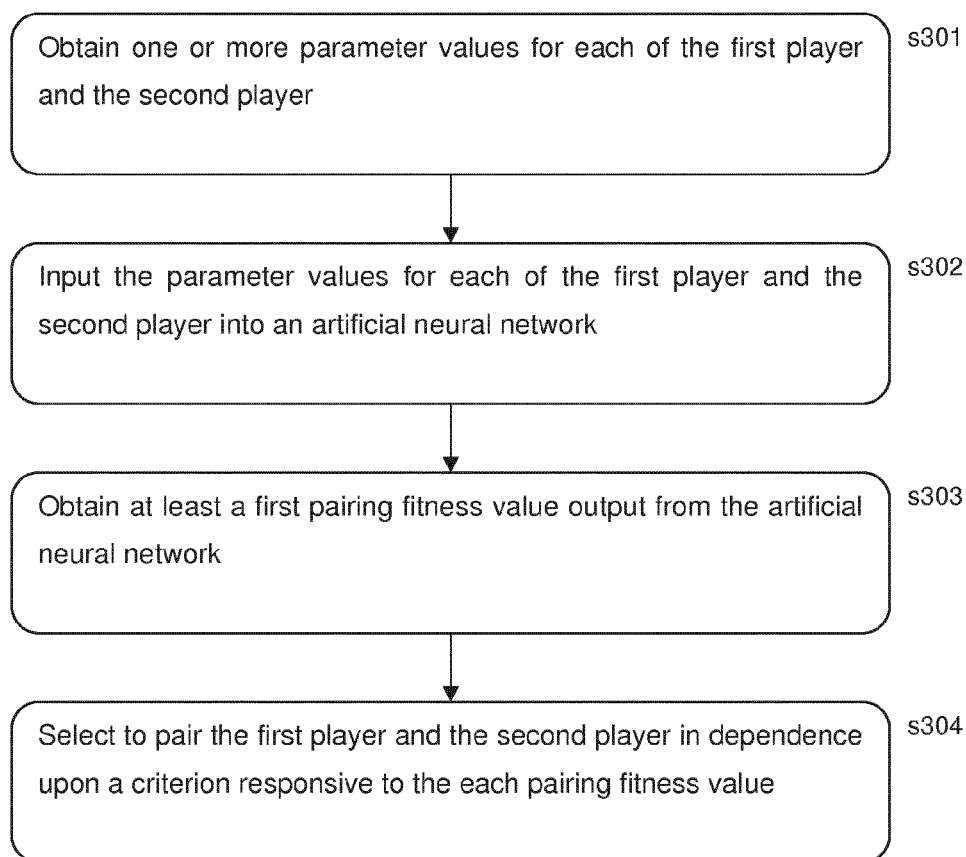 Obtain one or more parameter values for each of the first player
s301
and the second player
Input the parameter values for each of the first player and the
s302
second player into an artificial neural network
Obtain at least a first pairing fitness value output from the artificial
s303
neural network
Select to pair the first player and the second player in dependence
s304
upon a criterion responsive to the each pairing fitness value